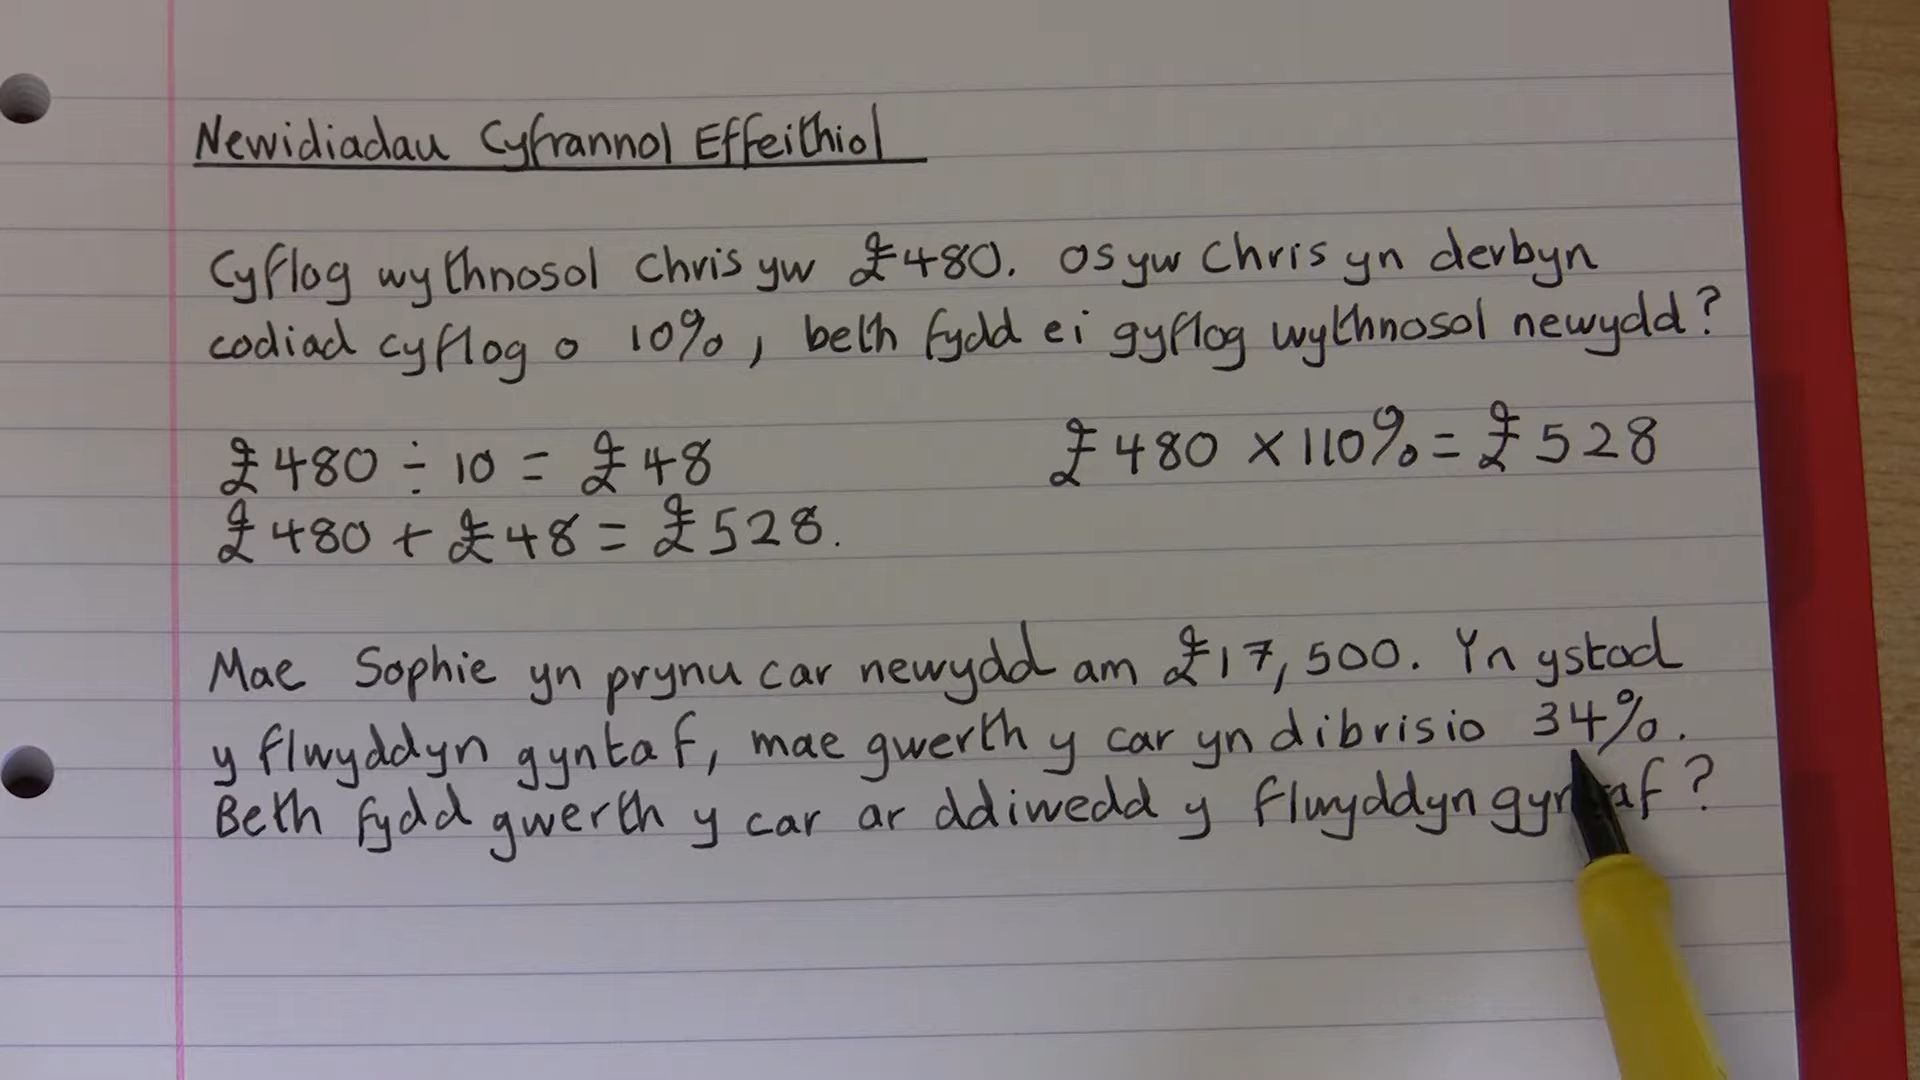 Newidiadau Cyfrannol Effeithiol
Cyflog wythnosol Chris yw £480. Os yw Chris yn derbyn
codiad cyflog o 10%, beth fydd ei gyflog wythnosol newydd?
£480 ÷ 10 = £48
£480 + £48 = £528.
£480 × 110% = £528
Mae Sophie yn prynu car newydd am £17,500. Yn ystod
y flwyddyn gyntaf, mae gwerth y car yn dibrisio 34%.
Beth fydd gwerth y car ar ddiwedd y flwyddyn gyntaf?